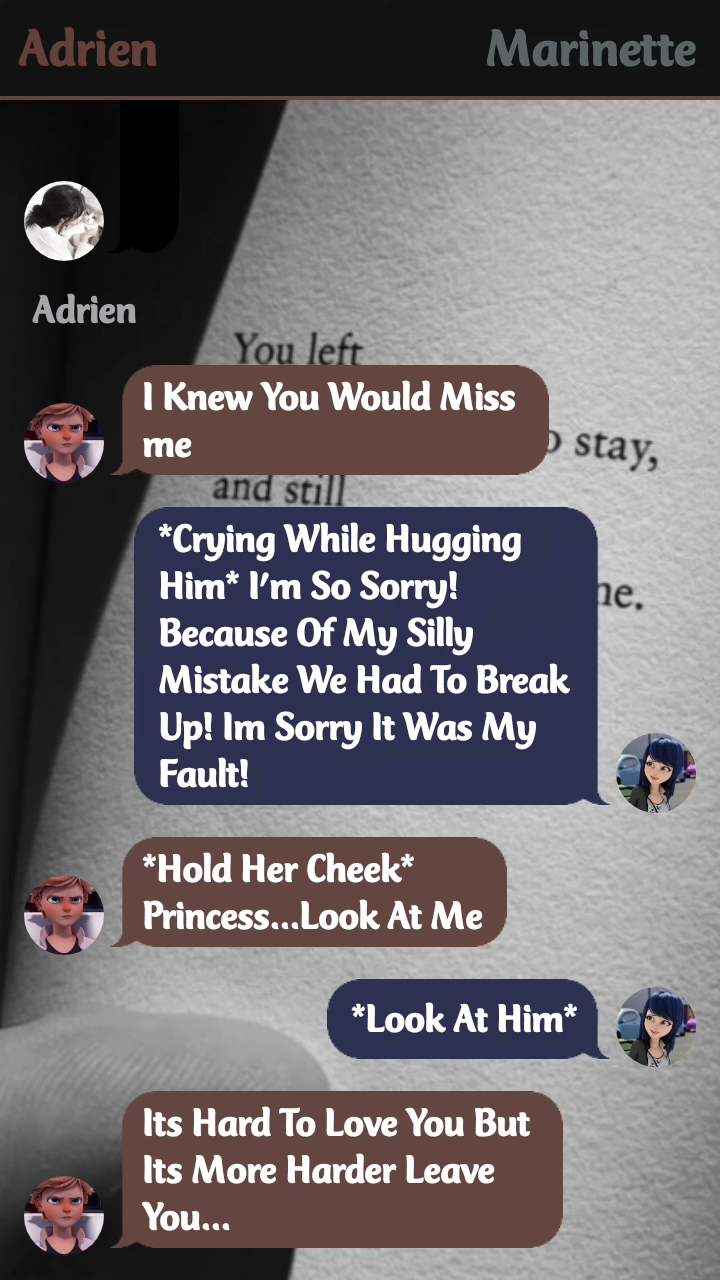 Adrien
Marinette
Adrien
You left
I Knew You Would Miss
me
stay,
and still
*Crying While Hugging
Him* I'm So Sorry!
Because Of My Silly
Mistake We Had To Break
Up! Im Sorry It Was My
Fault!
*Hold Her Cheek*
Princess...Look At Me
*Look At Him*
Its Hard To Love You But
Its More Harder Leave
You...